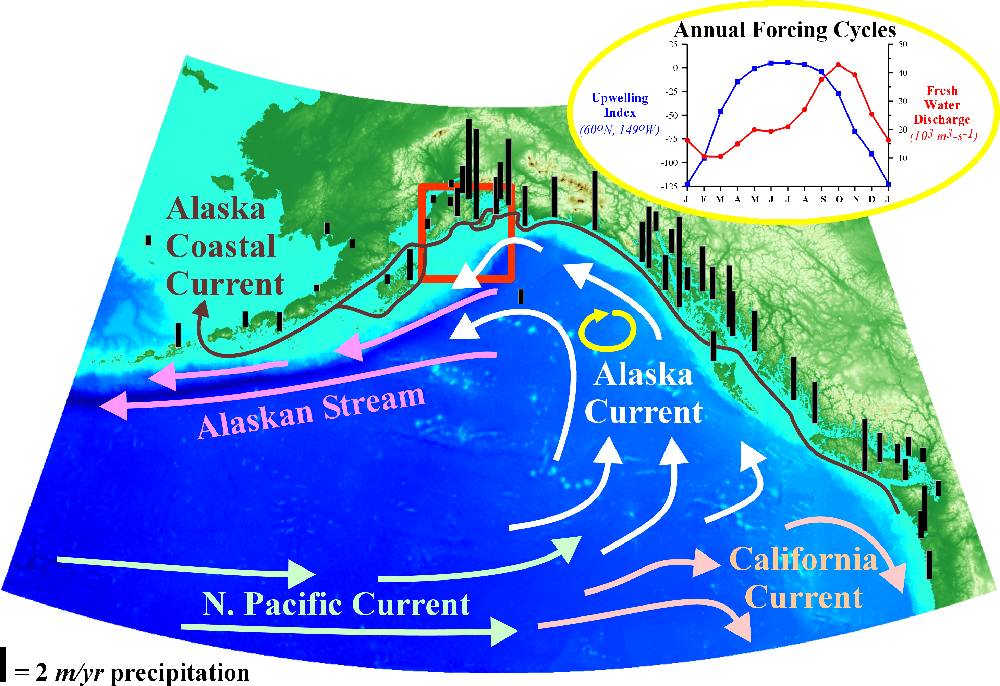 Annual Forcing Cycles
25
0
-25
-50
-75
-100
-125
50
40
30
20
10
J F M A M J J A S O N D J
Upwelling
Index
(60ºN, 149ºW)
Fresh
Water
Discharge
(10³ m³-s-1)
Alaska
Coastal
Current
Alaska
Current
Alaskan Stream
California
Current
N. Pacific Current
= 2 m/yr precipitation